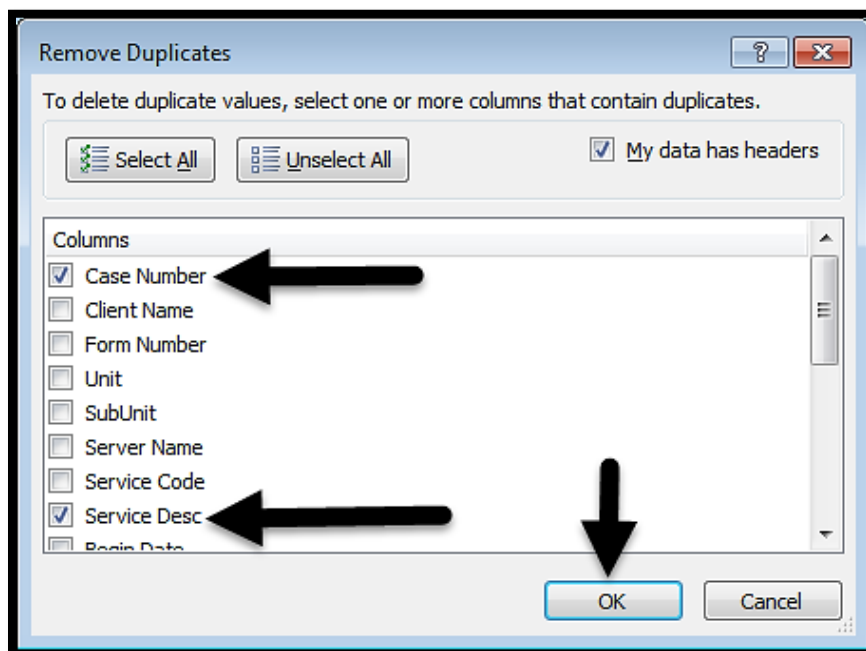 Remove Duplicates
To delete duplicate values, select one or more columns that contain duplicates.
Select All
Unselect All
My data has headers
Columns
Case Number
Client Name
Form Number
Unit
SubUnit
Server Name
Service Code
Service Desc
Begin Date
OK
Cancel